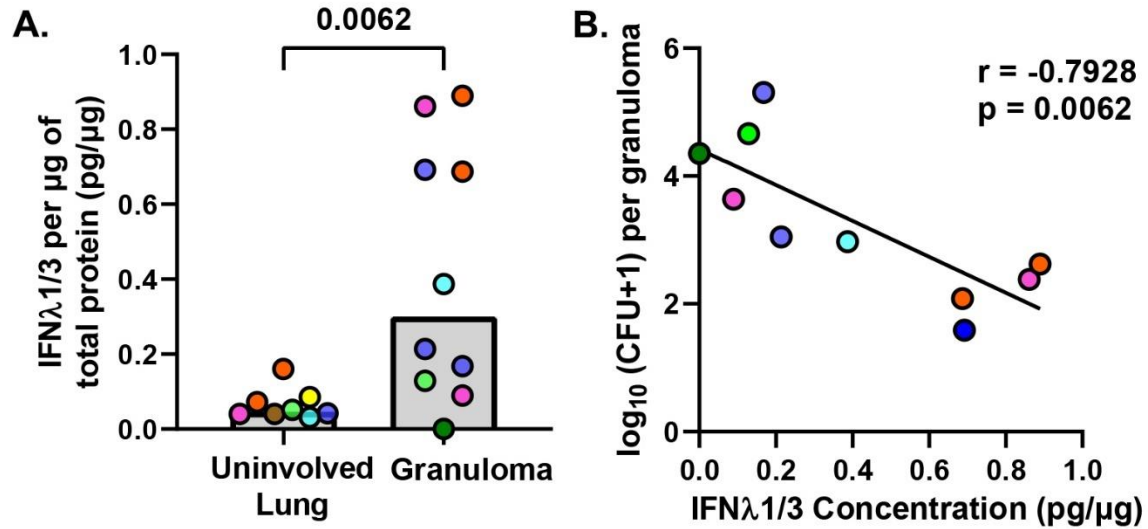 A.
0.0062
IFNλ1/3 per μg of
total protein (pg/μg)
1.0
0.8
0.6
0.4
0.2
0.0
Uninvolved
Lung
Granuloma
B.
r = -0.7928
p = 0.0062
log₁₀ (CFU+1) per granuloma
6
4
2
0
0.0 0.2 0.4 0.6 0.8 1.0
IFNλ1/3 Concentration (pg/μg)